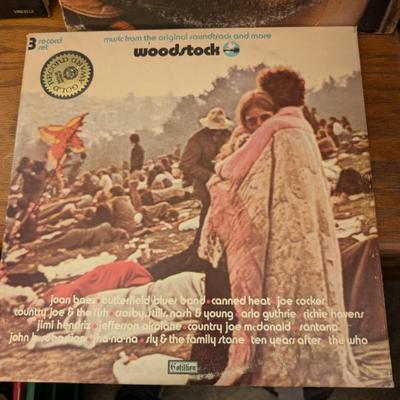 3 record set
music from the original soundtrack and more
woodstock
joan baez • butterfield blues band • canned heat • joe cocker
country joe & the fish • crosby, stills, nash & young • arlo guthrie • richie havens
jimi hendrix • jefferson airplane • country joe mcdonald • santana
john b. sebastian • sha-na-na • sly & the family stone • ten years after • the who
Cotillion